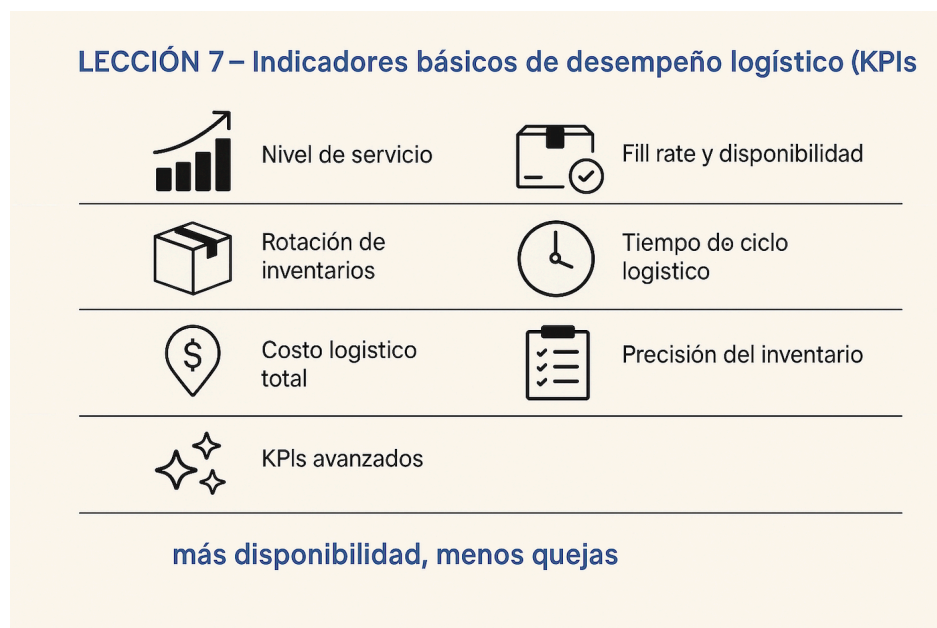 LECCIÓN 7 – Indicadores básicos de desempeño logístico (KPIs
Nivel de servicio
Fill rate y disponibilidad
Rotación de
inventarios
Tiempo do ciclo
logistico
Costo logistico
total
$
Precisión del inventario
KPIs avanzados
más disponibilidad, menos quejas